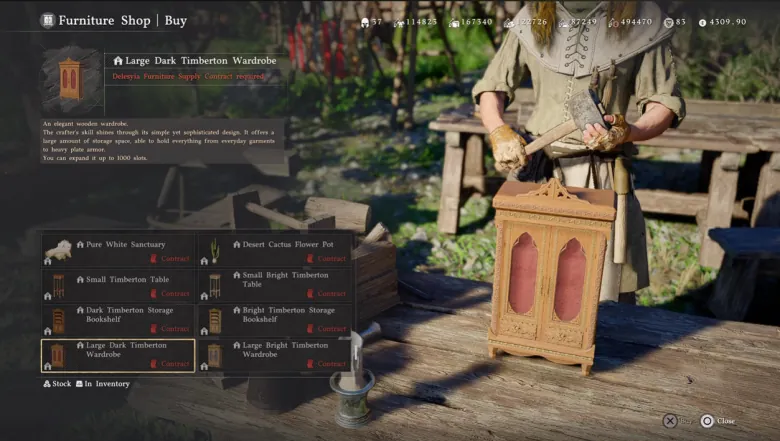 Furniture Shop | Buy
37 114825 167340 122726 87249 494470 83 4309.90
Large Dark Timberton Wardrobe
Delesyia Furniture Supply Contract required.
An elegant wooden wardrobe.
The crafter's skill shines through its simple yet sophisticated design. It offers a
large amount of storage space, able to hold everything from everyday garments
to heavy plate armor.
You can expand it up to 1000 slots.
Pure White Sanctuary
Contract
Desert Cactus Flower Pot
Contract
Small Timberton Table
Contract
Small Bright Timberton
Table
Contract
Dark Timberton Storage
Bookshelf
Contract
Bright Timberton Storage
Bookshelf
Contract
Large Dark Timberton
Wardrobe
Contract
Large Bright Timberton
Wardrobe
Contract
Stock In Inventory
Buy Close